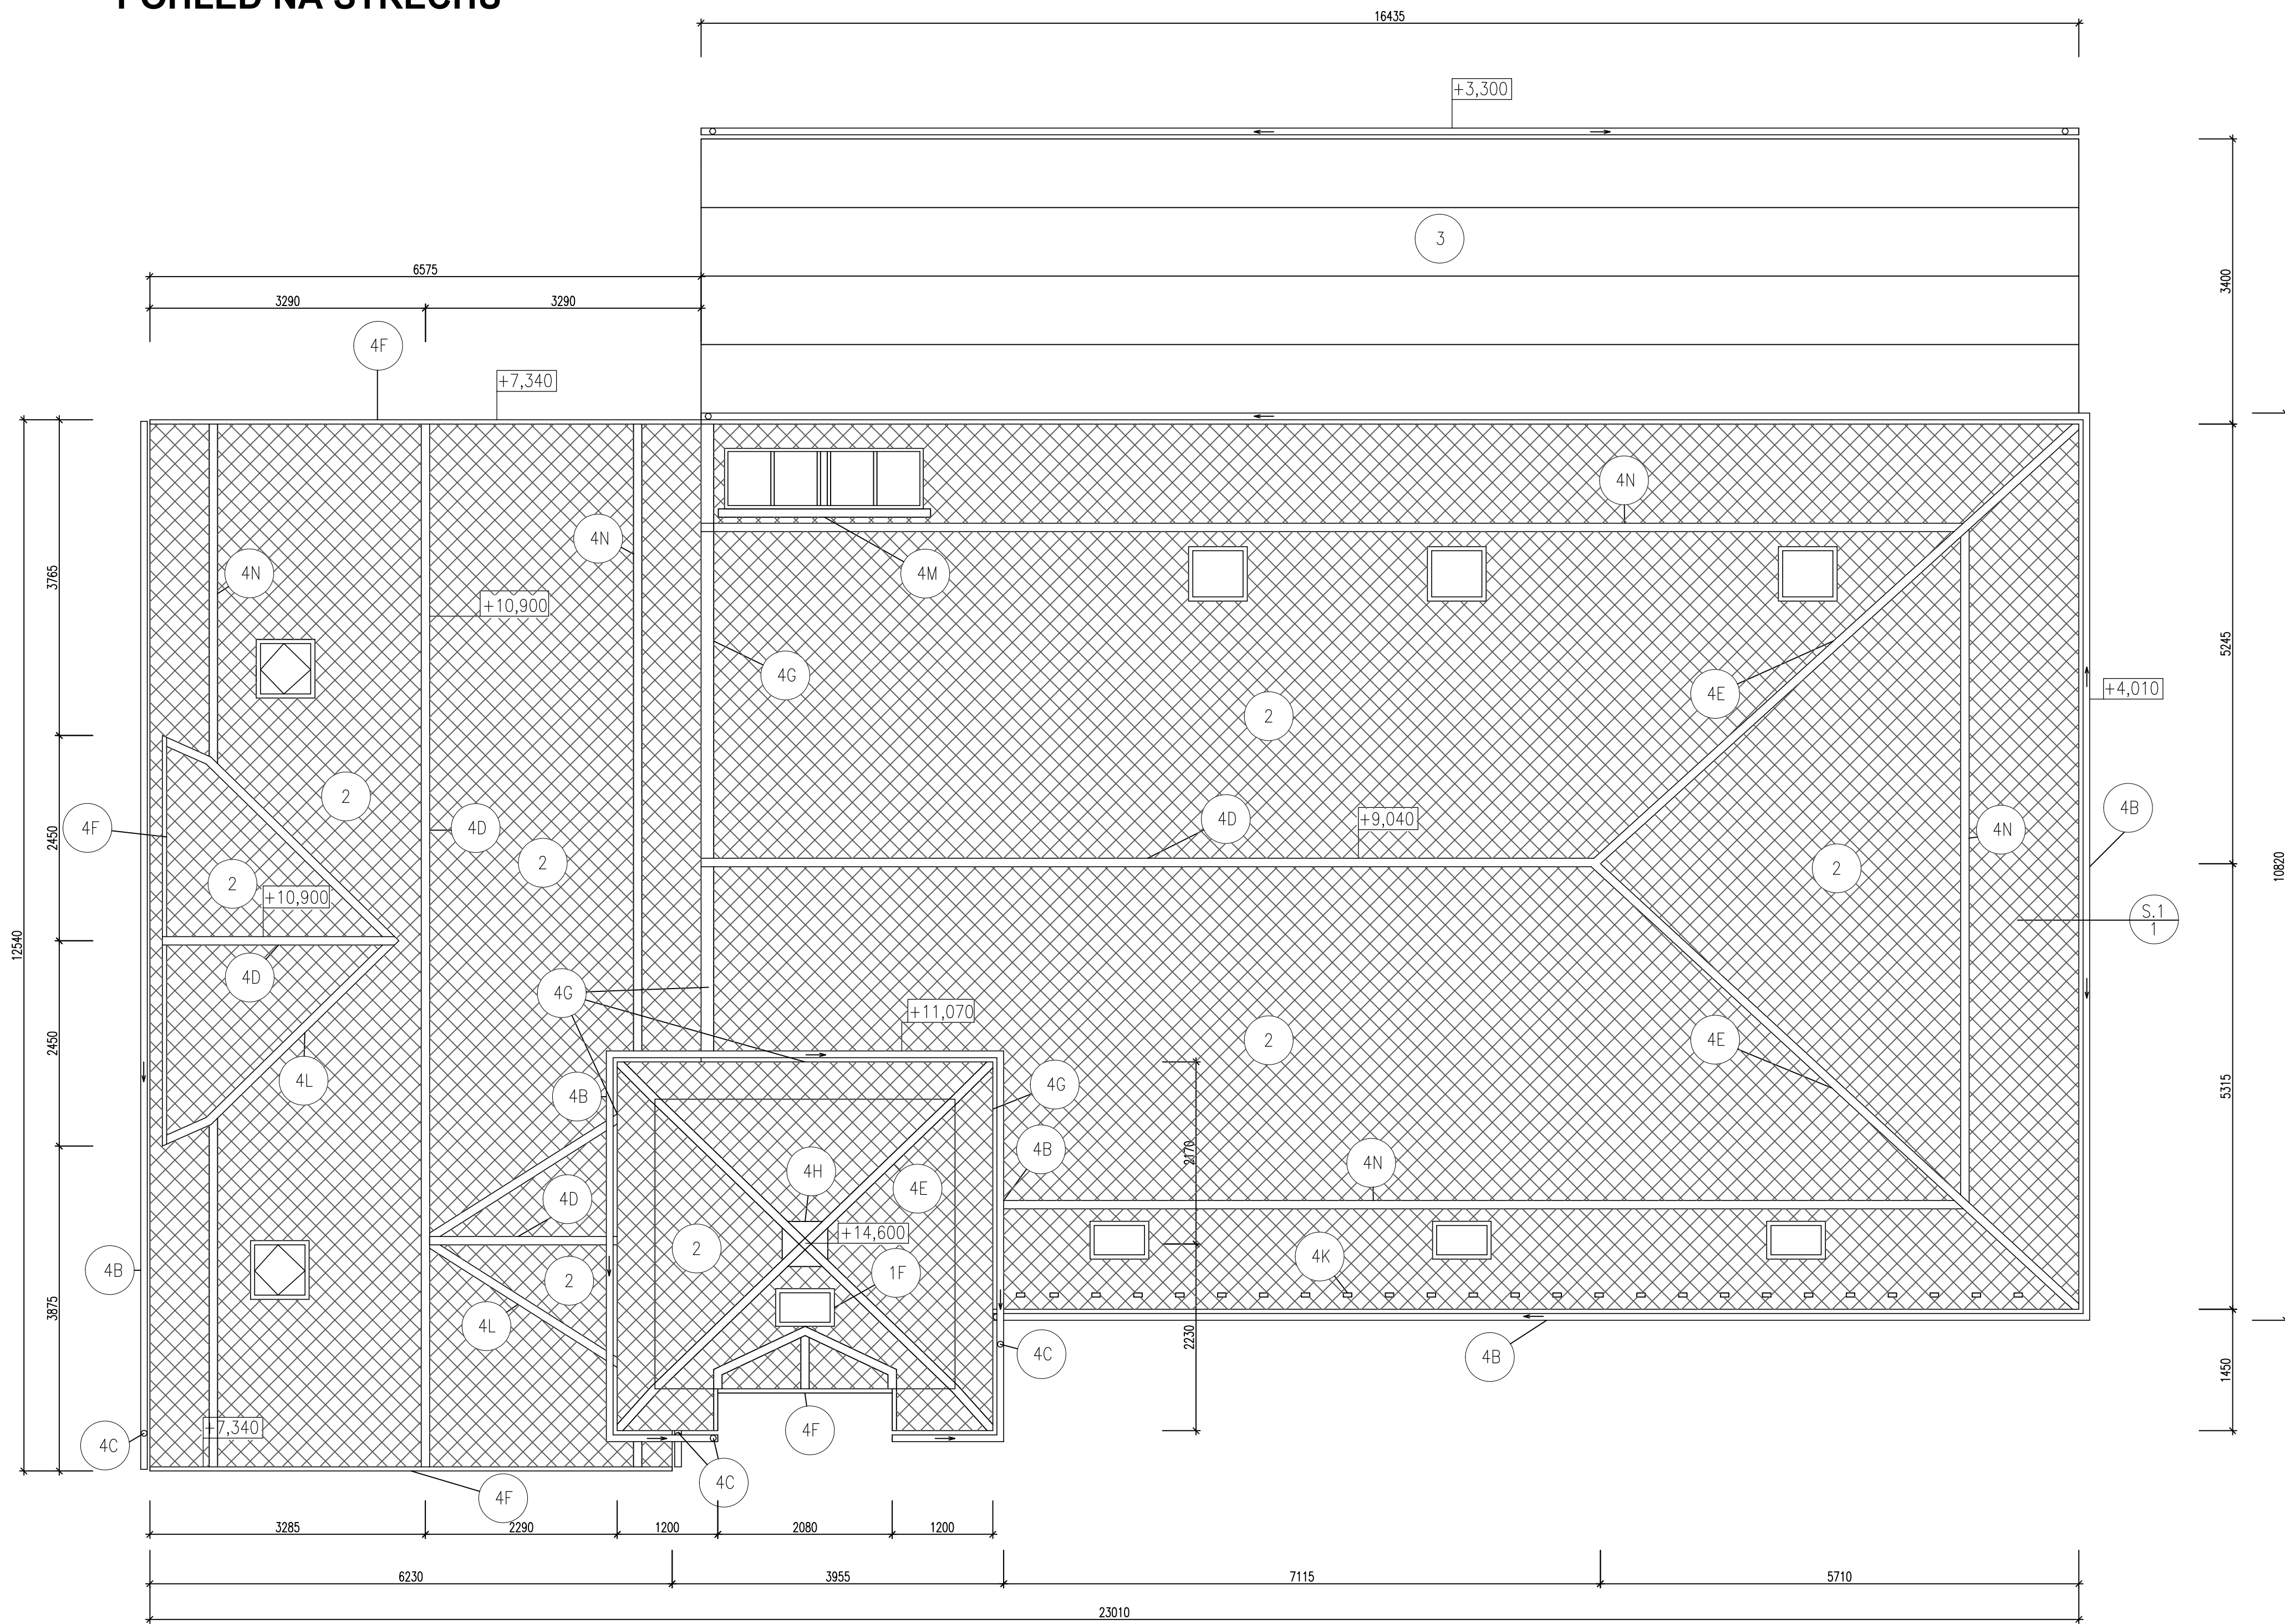 POHLED NA STŘECHU
16435
+3,300
3
3400
6575
3290
3290
4F
+7,340
4N
4N
4N
3765
4M
+10,900
4G
2
4E
5245
+4,010
2
4F
2450
4D
2
4D
+9,040
4B
4N
2
10820
2
+10,900
S.1
1
12540
4D
4G
+11,070
2
4E
2450
4L
4B
4G
5315
4B
2170
4N
4H
4E
4D
+14,600
2
4K
4B
2
1F
3875
4L
2230
4C
4B
1450
+7,340
4C
4F
4C
4F
3285
2290
1200
2080
1200
6230
3955
7115
5710
23010